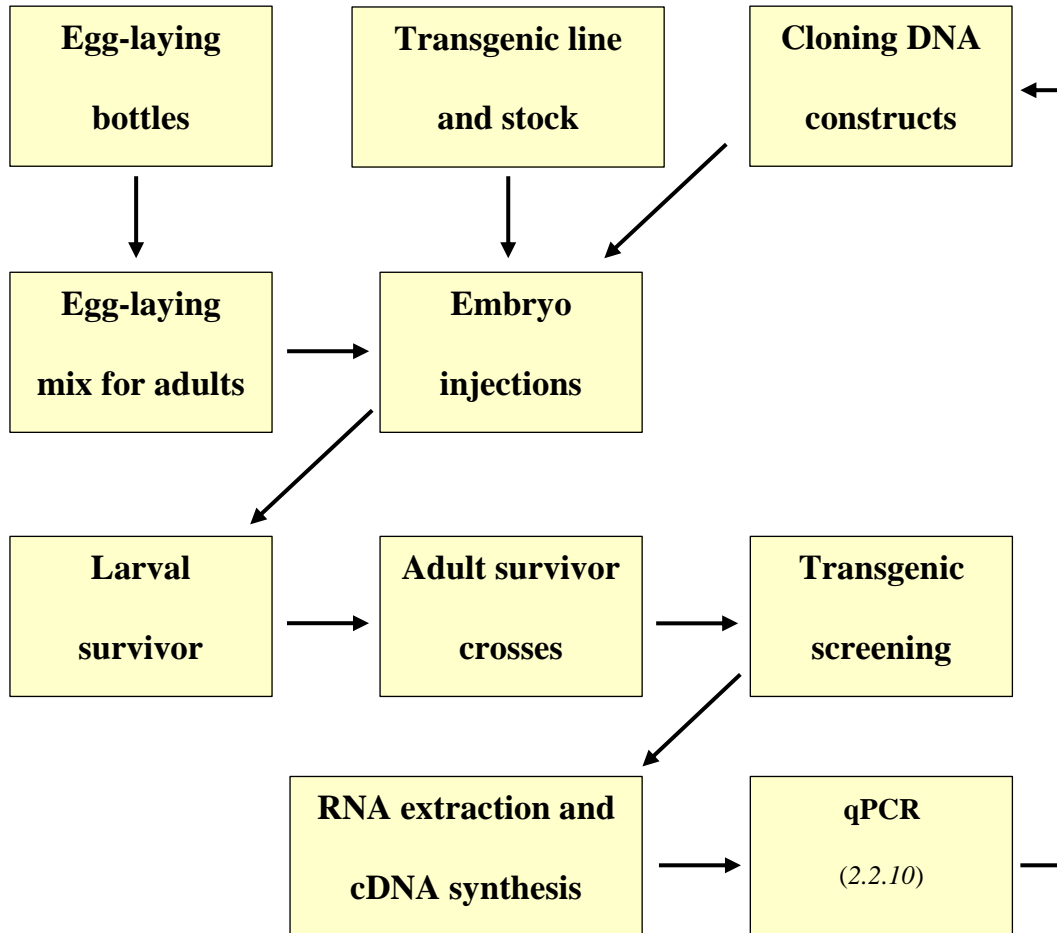 Egg-laying
bottles
Transgenic line
and stock
Cloning DNA
constructs
Egg-laying
mix for adults
Embryo
injections
Larval
survivor
Adult survivor
crosses
Transgenic
screening
RNA extraction and
cDNA synthesis
qPCR
(2.2.10)